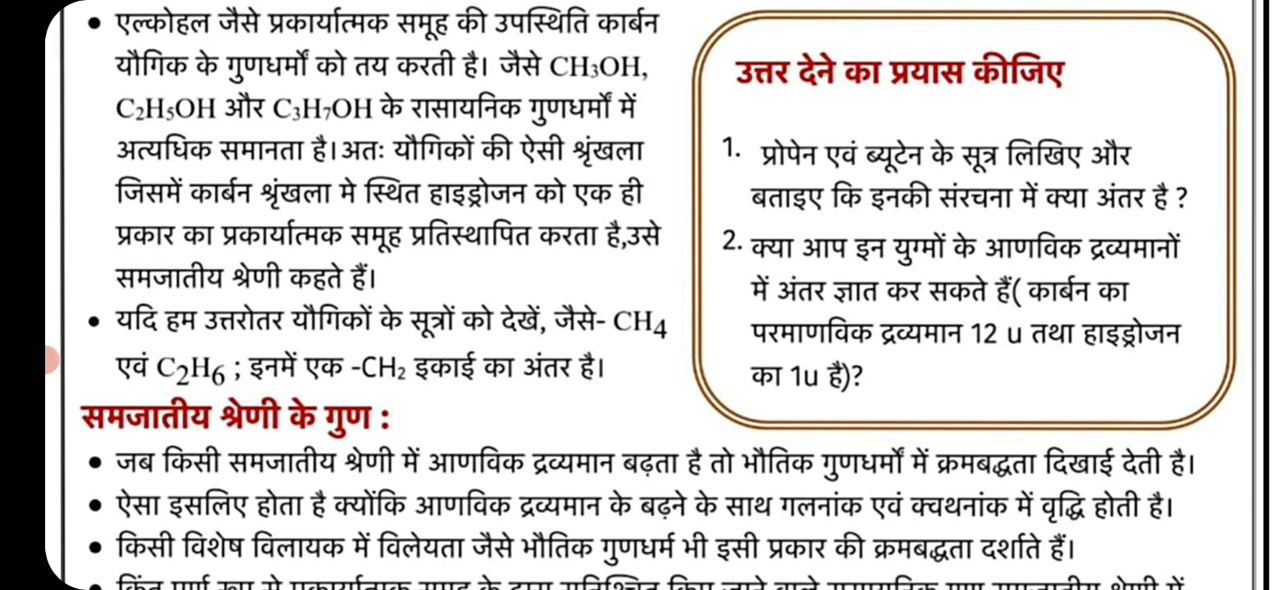 • एल्कोहल जैसे प्रकार्यात्मक समूह की उपस्थिति कार्बन
यौगिक के गुणधर्मों को तय करती है। जैसे CH₃OH,
C₂H₅OH और C₃H₇OH के रासायनिक गुणधर्मों में
अत्यधिक समानता है।अतः यौगिकों की ऐसी श्रृंखला
जिसमें कार्बन श्रृंखला मे स्थित हाइड्रोजन को एक ही
प्रकार का प्रकार्यात्मक समूह प्रतिस्थापित करता है,उसे
समजातीय श्रेणी कहते हैं।
• यदि हम उत्तरोतर यौगिकों के सूत्रों को देखें, जैसे- CH₄
एवं C₂H₆ ; इनमें एक -CH₂ इकाई का अंतर है।
उत्तर देने का प्रयास कीजिए
1. प्रोपेन एवं ब्यूटेन के सूत्र लिखिए और
बताइए कि इनकी संरचना में क्या अंतर है ?
2. क्या आप इन युग्मों के आणविक द्रव्यमानों
में अंतर ज्ञात कर सकते हैं( कार्बन का
परमाणविक द्रव्यमान 12 u तथा हाइड्रोजन
का 1u है)?
समजातीय श्रेणी के गुण :
• जब किसी समजातीय श्रेणी में आणविक द्रव्यमान बढ़ता है तो भौतिक गुणधर्मों में क्रमबद्धता दिखाई देती है।
• ऐसा इसलिए होता है क्योंकि आणविक द्रव्यमान के बढ़ने के साथ गलनांक एवं क्वथनांक में वृद्धि होती है।
• किसी विशेष विलायक में विलेयता जैसे भौतिक गुणधर्म भी इसी प्रकार की क्रमबद्धता दर्शाते हैं।